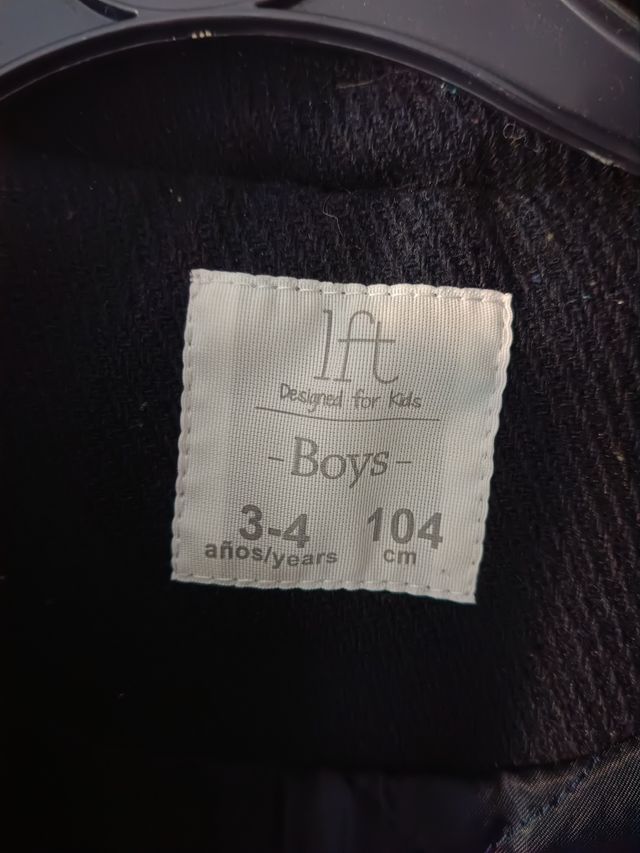 lft
Designed for Kids
- Boys -
3-4 104
años/years cm